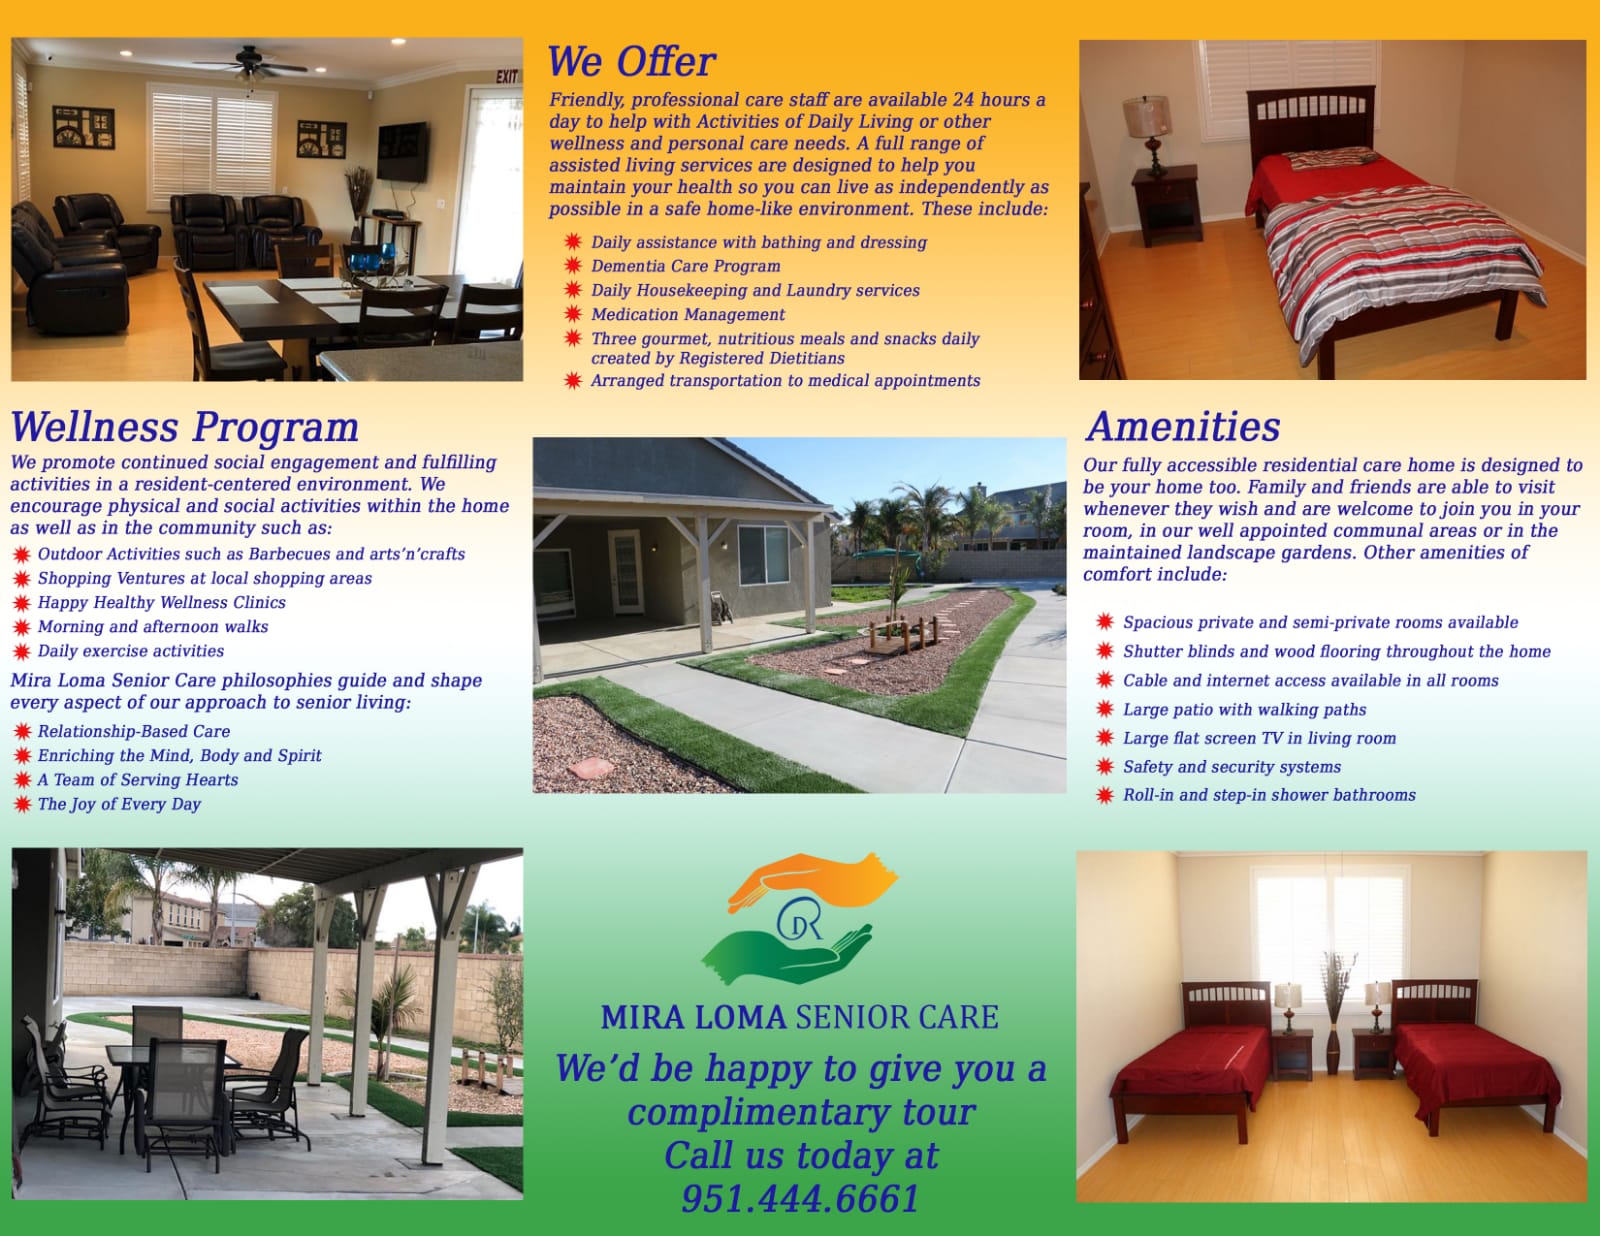 EXIT
We Offer
Friendly, professional care staff are available 24 hours a
day to help with Activities of Daily Living or other
wellness and personal care needs. A full range of
assisted living services are designed to help you
maintain your health so you can live as independently as
possible in a safe home-like environment. These include:
Daily assistance with bathing and dressing
Dementia Care Program
Daily Housekeeping and Laundry services
Medication Management
Three gourmet, nutritious meals and snacks daily
created by Registered Dietitians
Arranged transportation to medical appointments
Wellness Program
We promote continued social engagement and fulfilling
activities in a resident-centered environment. We
encourage physical and social activities within the home
as well as in the community such as:
Outdoor Activities such as Barbecues and arts'n'crafts
Shopping Ventures at local shopping areas
Happy Healthy Wellness Clinics
Morning and afternoon walks
Daily exercise activities
Mira Loma Senior Care philosophies guide and shape
every aspect of our approach to senior living:
Relationship-Based Care
Enriching the Mind, Body and Spirit
A Team of Serving Hearts
The Joy of Every Day
Amenities
Our fully accessible residential care home is designed to
be your home too. Family and friends are able to visit
whenever they wish and are welcome to join you in your
room, in our well appointed communal areas or in the
maintained landscape gardens. Other amenities of
comfort include:
Spacious private and semi-private rooms available
Shutter blinds and wood flooring throughout the home
Cable and internet access available in all rooms
Large patio with walking paths
Large flat screen TV in living room
Safety and security systems
Roll-in and step-in shower bathrooms
DR
MIRA LOMA SENIOR CARE
We'd be happy to give you a
complimentary tour
Call us today at
951.444.6661